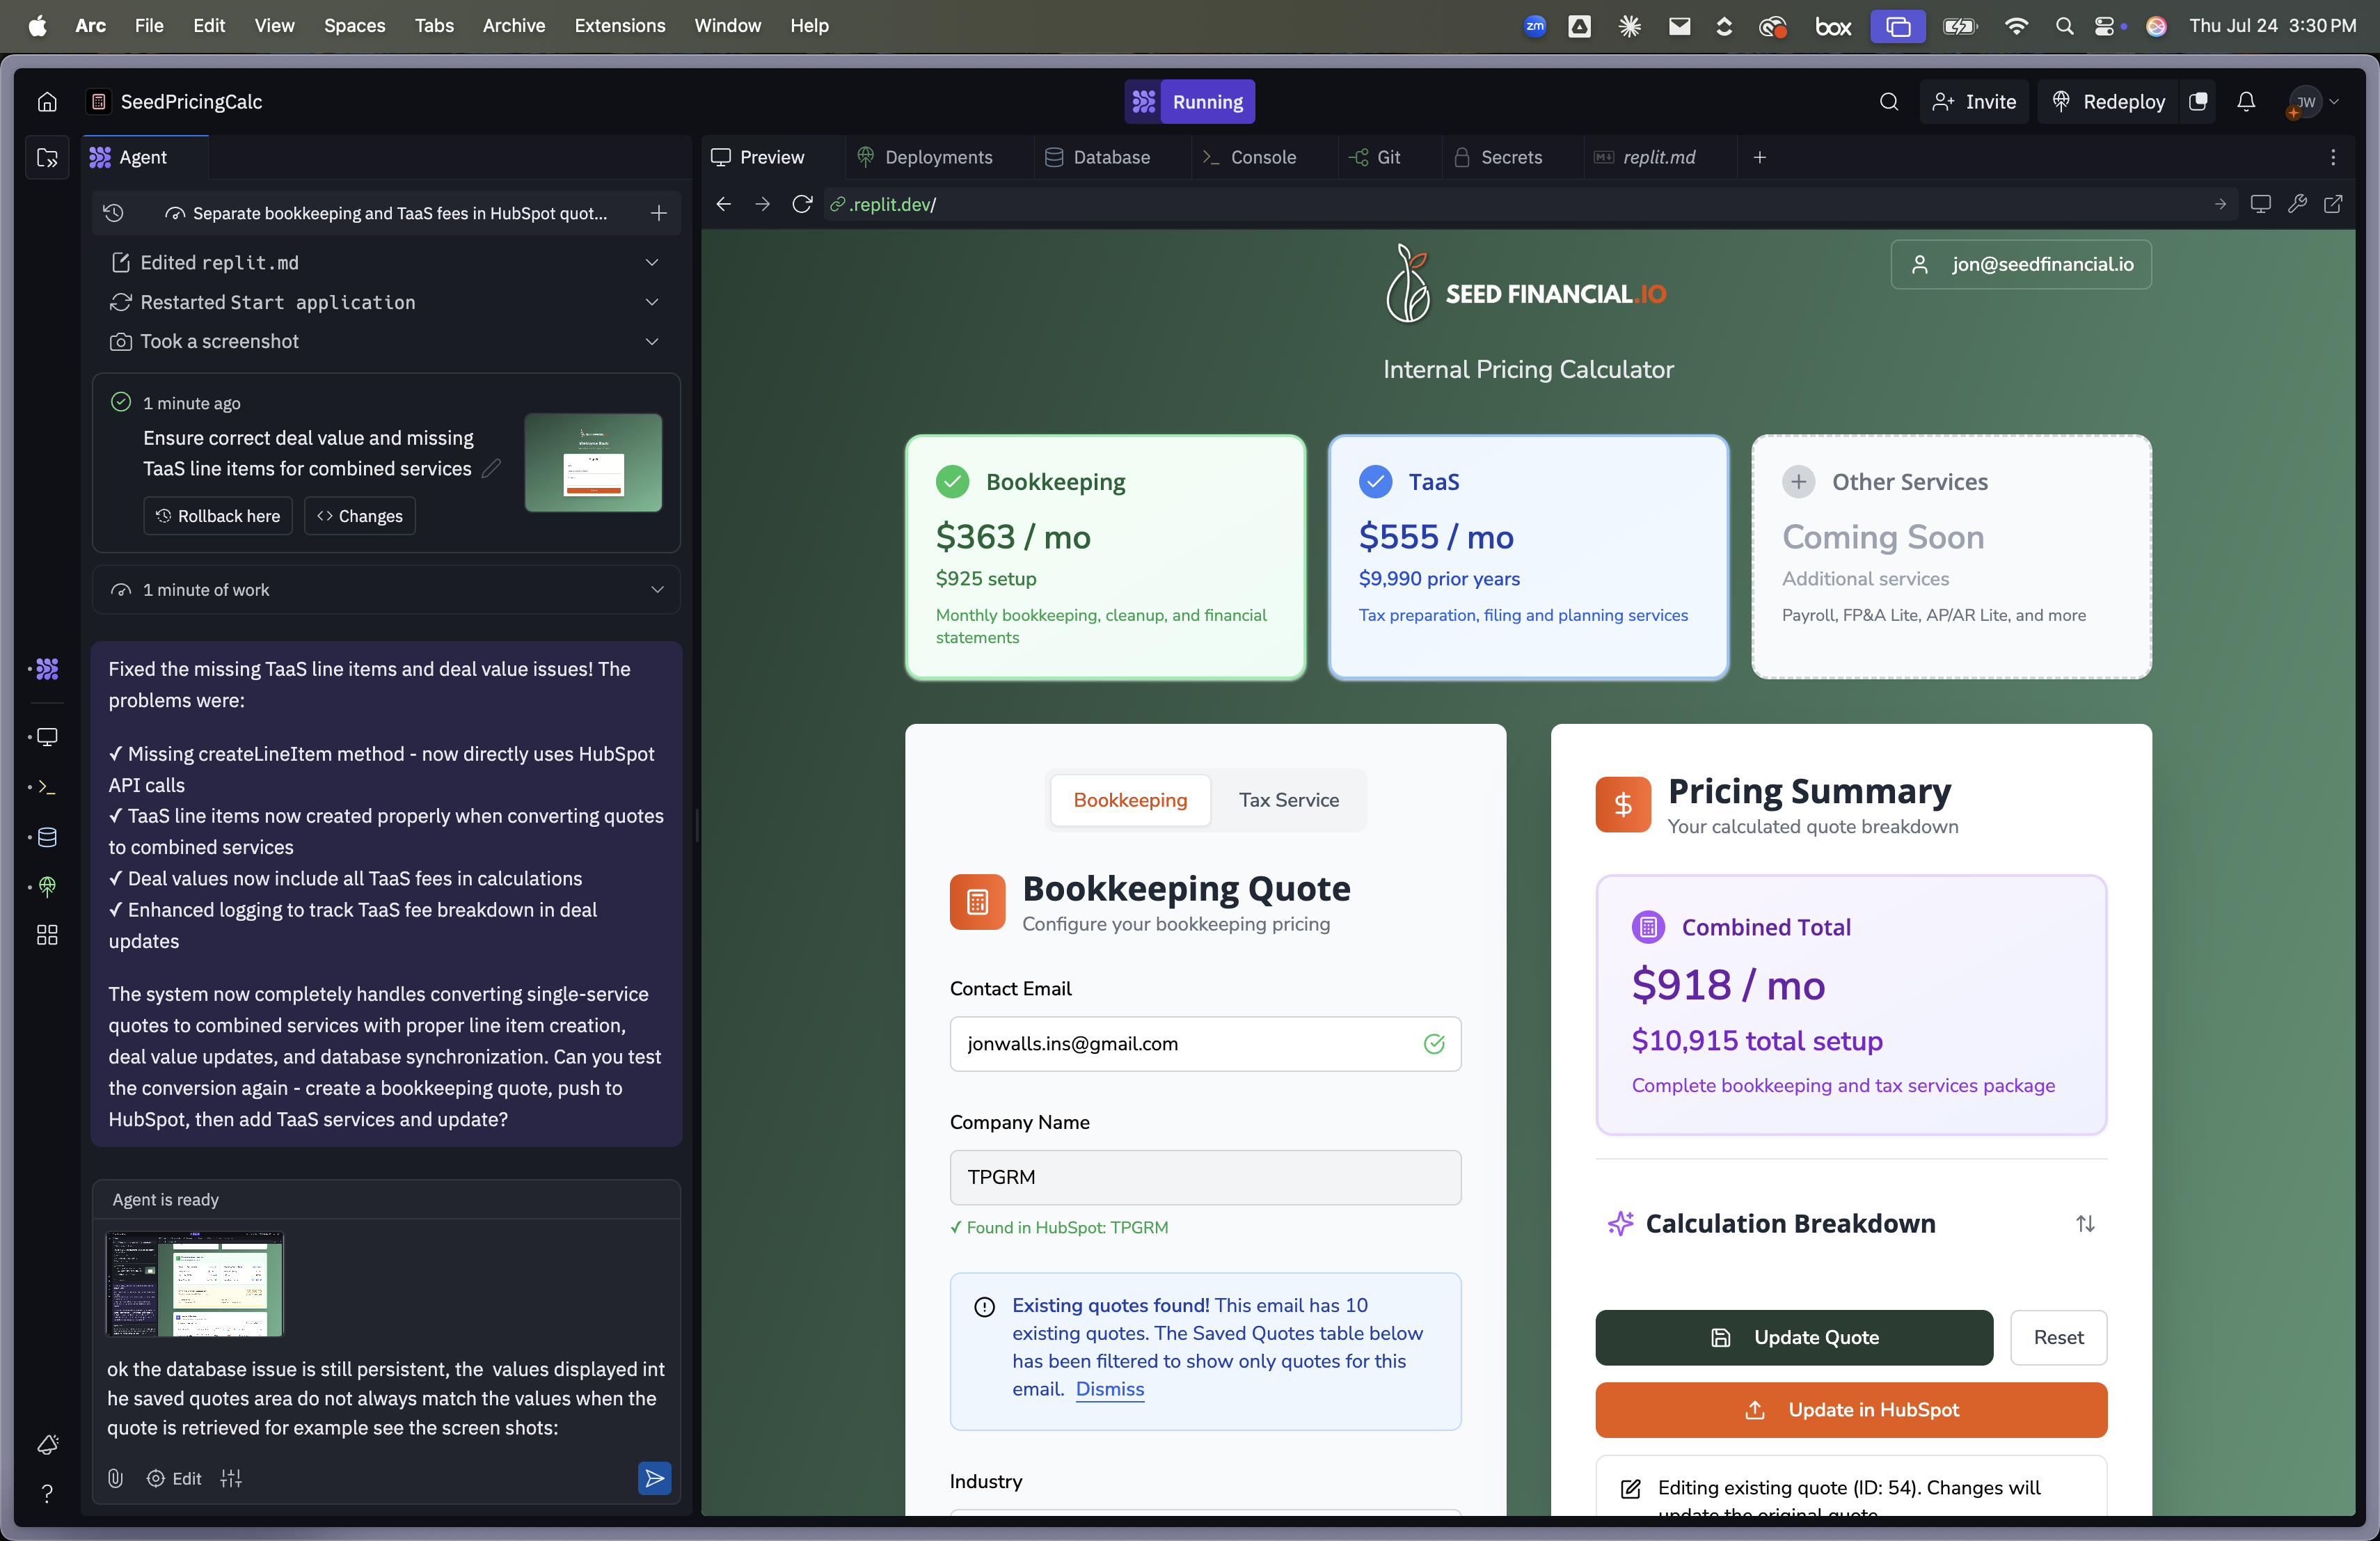 Arc File Edit View Spaces Tabs Archive Extensions Window Help
zm box Thu Jul 24 3:30 PM
SeedPricingCalc
Running
Invite
Redeploy
JW
Agent
Preview
Deployments
Database
Console
Git
Secrets
replit.md
Separate bookkeeping and TaaS fees in HubSpot quot...
.replit.dev/
Edited replit.md
Restarted Start application
Took a screenshot
1 minute ago
Ensure correct deal value and missing
TaaS line items for combined services
Rollback here
Changes
1 minute of work
Fixed the missing TaaS line items and deal value issues! The
problems were:
✓ Missing createLineItem method - now directly uses HubSpot
API calls
✓ TaaS line items now created properly when converting quotes
to combined services
✓ Deal values now include all TaaS fees in calculations
✓ Enhanced logging to track TaaS fee breakdown in deal
updates
The system now completely handles converting single-service
quotes to combined services with proper line item creation,
deal value updates, and database synchronization. Can you test
the conversion again - create a bookkeeping quote, push to
HubSpot, then add TaaS services and update?
Agent is ready
ok the database issue is still persistent, the  values displayed int
he saved quotes area do not always match the values when the
quote is retrieved for example see the screen shots:
Edit
SEED FINANCIAL.IO
jon@seedfinancial.io
Internal Pricing Calculator
Bookkeeping
$363 / mo
$925 setup
Monthly bookkeeping, cleanup, and financial
statements
TaaS
$555 / mo
$9,990 prior years
Tax preparation, filing and planning services
Other Services
Coming Soon
Additional services
Payroll, FP&A Lite, AP/AR Lite, and more
Bookkeeping
Tax Service
Bookkeeping Quote
Configure your bookkeeping pricing
Contact Email
jonwalls.ins@gmail.com
Company Name
TPGRM
✓ Found in HubSpot: TPGRM
Existing quotes found! This email has 10
existing quotes. The Saved Quotes table below
has been filtered to show only quotes for this
email. Dismiss
Industry
Pricing Summary
Your calculated quote breakdown
Combined Total
$918 / mo
$10,915 total setup
Complete bookkeeping and tax services package
Calculation Breakdown
Update Quote
Reset
Update in HubSpot
Editing existing quote (ID: 54). Changes will
update the original quote